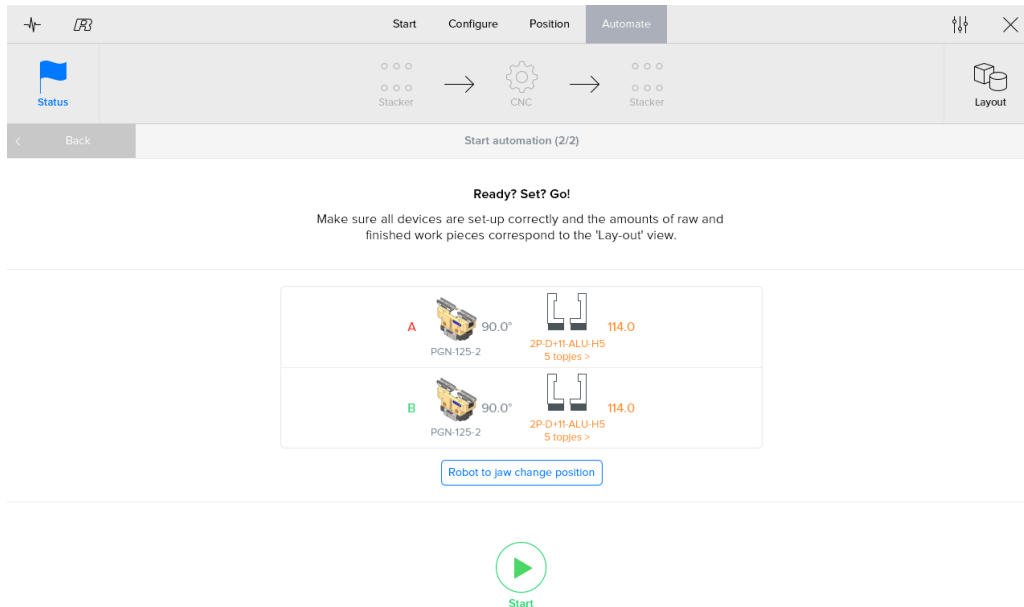 Start Configure Position Automate
Status
Stacker
CNC
Stacker
Layout
Back
Start automation (2/2)
Ready? Set? Go!
Make sure all devices are set-up correctly and the amounts of raw and
finished work pieces correspond to the 'Lay-out' view.
A 90.0° 114.0
PGN-125-2
2P-D+11-ALU-H5
5 topjes >
B 90.0° 114.0
PGN-125-2
2P-D+11-ALU-H5
5 topjes >
Robot to jaw change position
Start